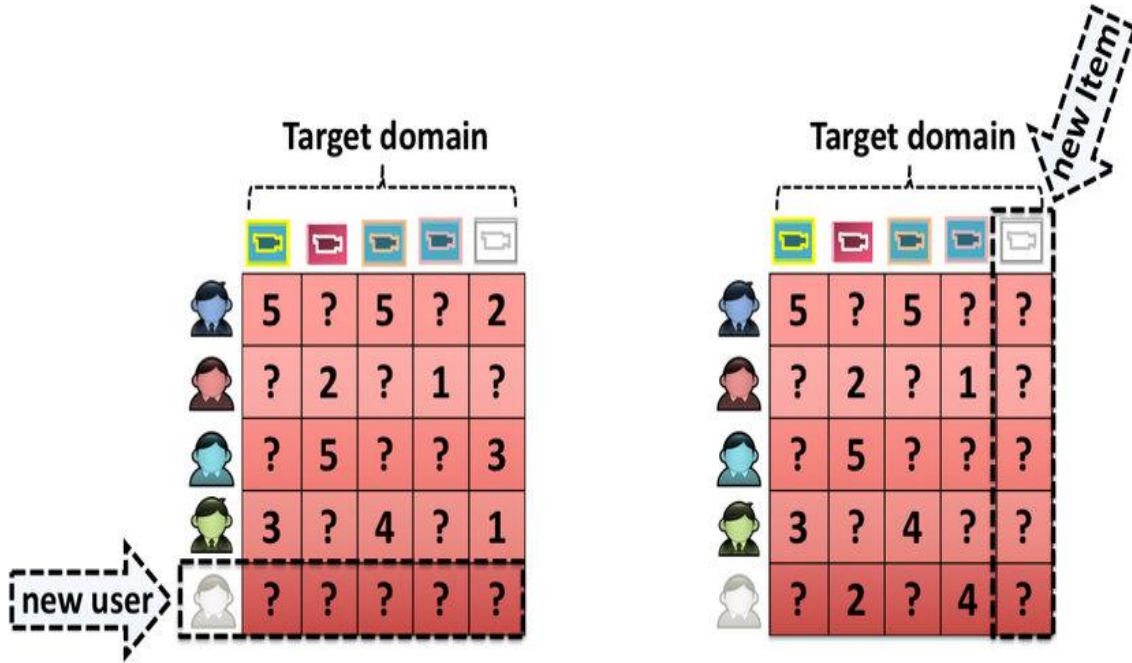 new Item
Target domain
Target domain
5 ? 5 ? 2
? 2 ? 1 ?
? 5 ? ? 3
3 ? 4 ? 1
new user
? ? ? ? ?
5 ? 5 ? ?
? 2 ? 1 ?
? 5 ? ? ?
3 ? 4 ? ?
? 2 ? 4 ?